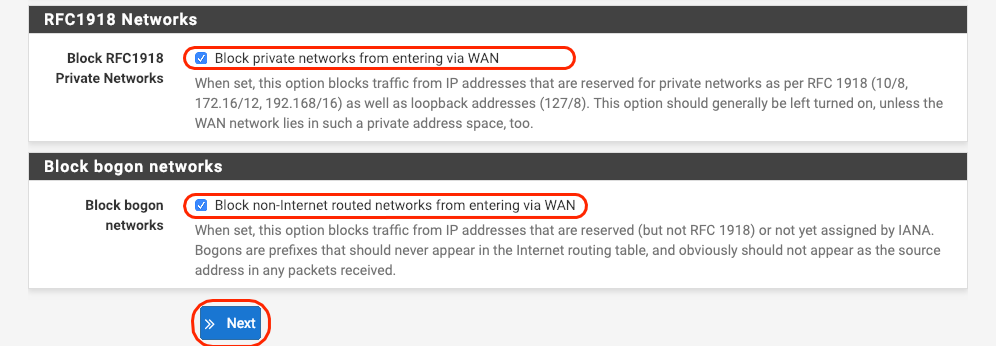 RFC1918 Networks
Block RFC1918
Private Networks
Block private networks from entering via WAN
When set, this option blocks traffic from IP addresses that are reserved for private networks as per RFC 1918 (10/8,
172.16/12, 192.168/16) as well as loopback addresses (127/8). This option should generally be left turned on, unless the
WAN network lies in such a private address space, too.
Block bogon networks
Block bogon
networks
Block non-Internet routed networks from entering via WAN
When set, this option blocks traffic from IP addresses that are reserved (but not RFC 1918) or not yet assigned by IANA.
Bogons are prefixes that should never appear in the Internet routing table, and obviously should not appear as the source
address in any packets received.
Next